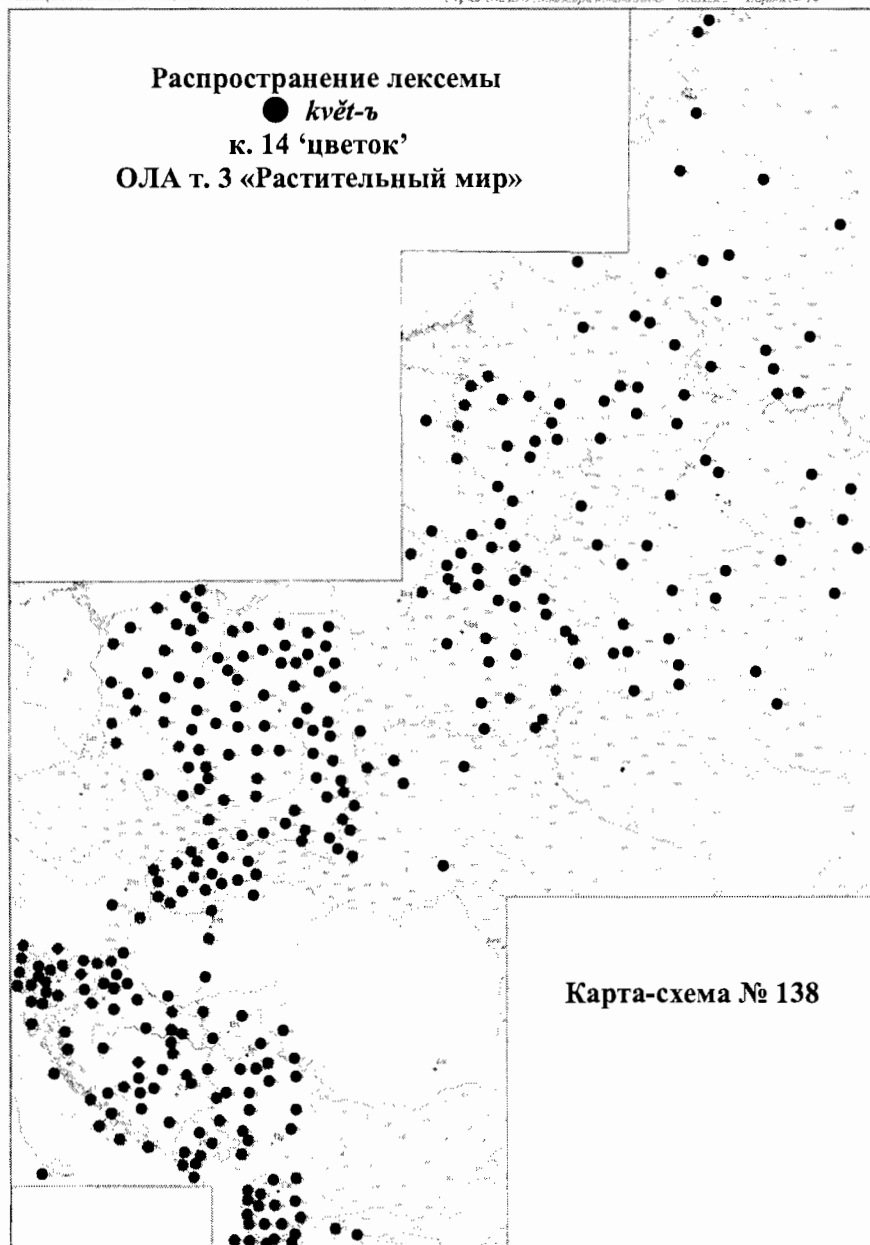 Распространение лексемы
● květ-ъ
к. 14 ‘цветок’
ОЛА т. 3 «Растительный мир»
Карта-схема № 138